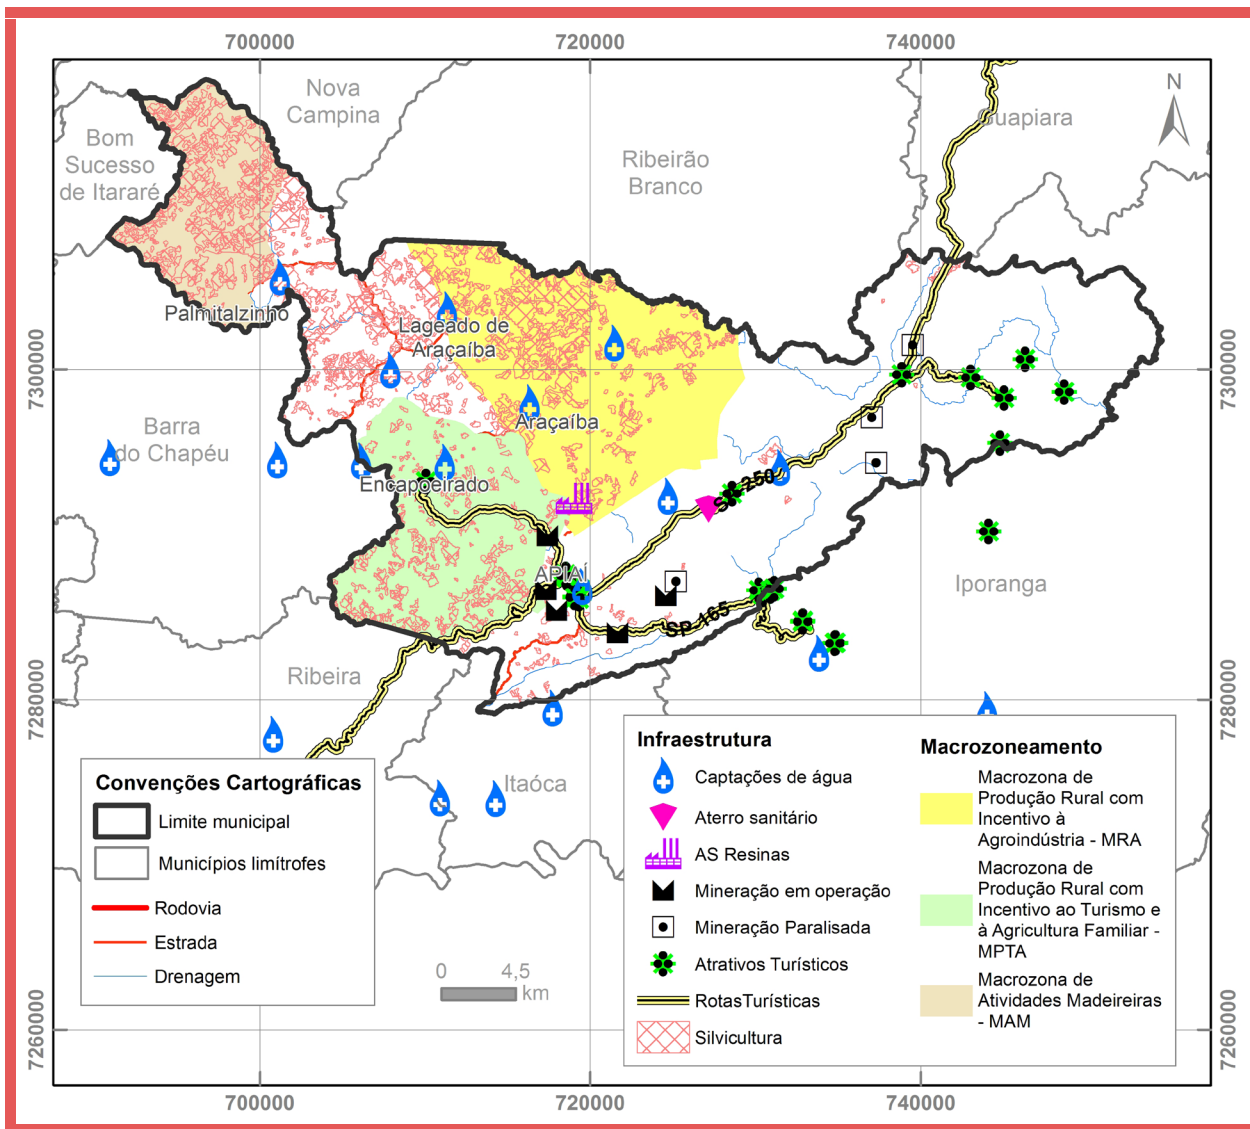 700000
720000
740000
Nova
Campina
Guapiara
N
Bom
Sucesso
de Itararé
Ribeirão
Branco
Palmitalzinho
Lageado de
Araçaíba
7300000
7300000
Araçaíba
Barra
do Chapéu
Encapoeirado
SP-250
APIAÍ
Iporanga
SP-165
Ribeira
7280000
7280000
Itaóca
Convenções Cartográficas
Limite municipal
Municípios limítrofes
Rodovia
Estrada
Drenagem
0 4,5
km
Infraestrutura
Captações de água
Aterro sanitário
AS Resinas
Mineração em operação
Mineração Paralisada
Atrativos Turísticos
RotasTurísticas
Silvicultura
Macrozoneamento
Macrozona de
Produção Rural com
Incentivo à
Agroindústria - MRA
Macrozona de
Produção Rural com
Incentivo ao Turismo e
à Agricultura Familiar -
MPTA
Macrozona de
Atividades Madeireiras
- MAM
7260000
7260000
700000
720000
740000